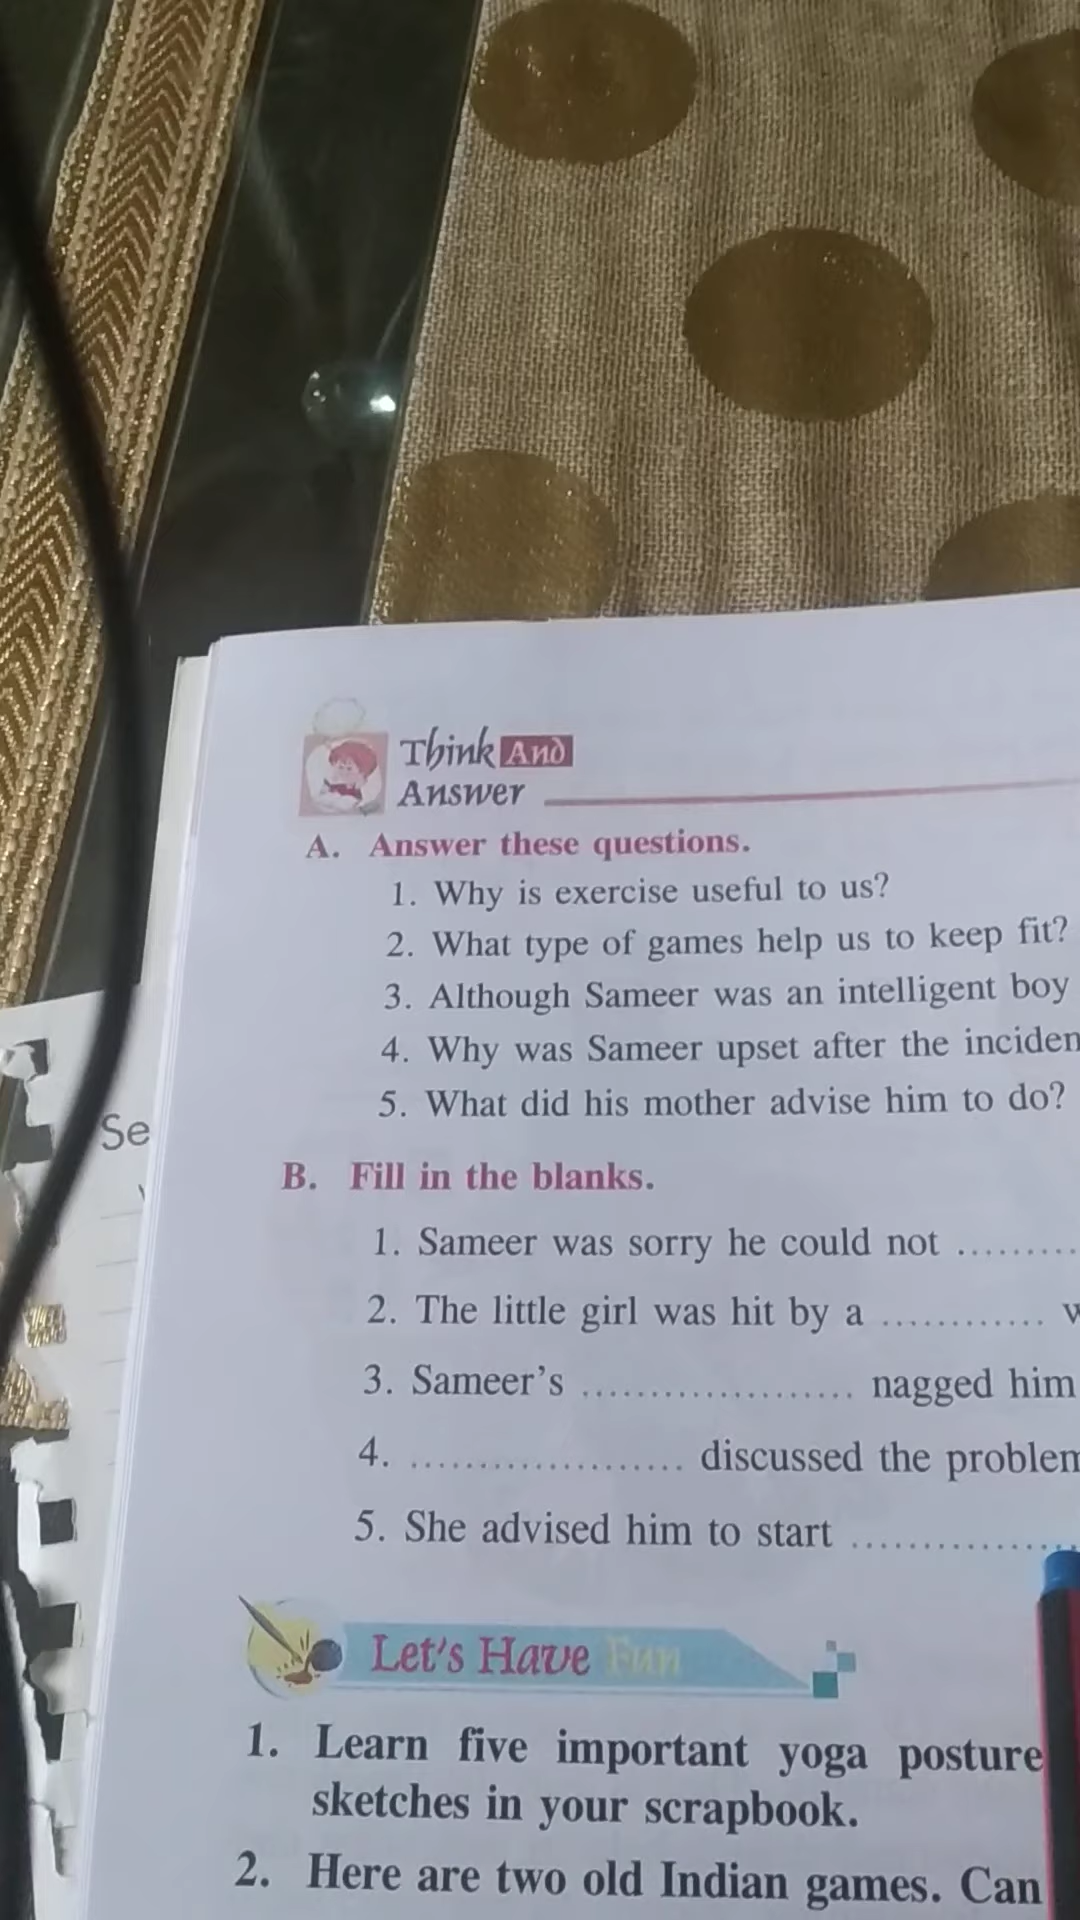 Think And
Answer
A. Answer these questions.
1. Why is exercise useful to us?
2. What type of games help us to keep fit?
3. Although Sameer was an intelligent boy
4. Why was Sameer upset after the
5. What did his mother advise him to do?
Se
B. Fill in the blanks.
1. Sameer was sorry he could not .........
2. The little girl was hit by a ............
3. Sameer's .................... nagged him
4. .................... discussed the
5. She advised him to start .................
Let's Have Fun
1. Learn five important yoga posture
sketches in your scrapbook.
2. Here are two old Indian games. Can